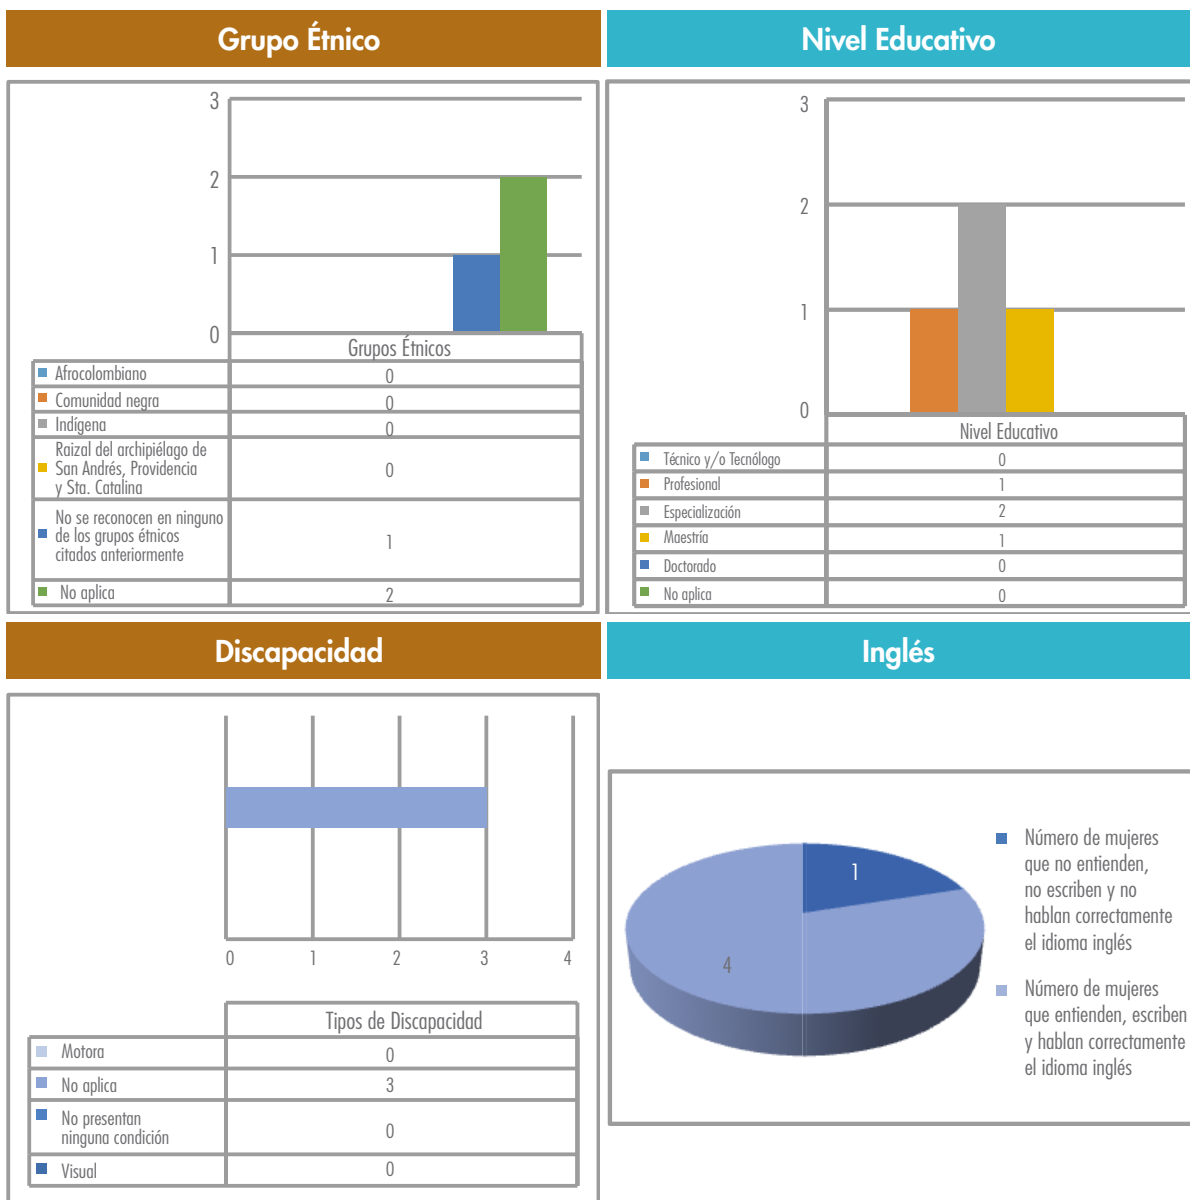 Grupo Étnico
3
2
1
0
Grupos Étnicos
Afrocolombiano 0
Comunidad negra 0
Indígena 0
Raizal del archipiélago de
San Andrés, Providencia 0
y Sta. Catalina
No se reconocen en ninguno
de los grupos étnicos 1
citados anteriormente
No aplica 2
Nivel Educativo
3
2
1
0
Nivel Educativo
Técnico y/o Tecnólogo 0
Profesional 1
Especialización 2
Maestría 1
Doctorado 0
No aplica 0
Discapacidad
0 1 2 3 4
Tipos de Discapacidad
Motora 0
No aplica 3
No presentan
ninguna condición 0
Visual 0
Inglés
1
4
Número de mujeres
que no entienden,
no escriben y no
hablan correctamente
el idioma inglés
Número de mujeres
que entienden, escriben
y hablan correctamente
el idioma inglés